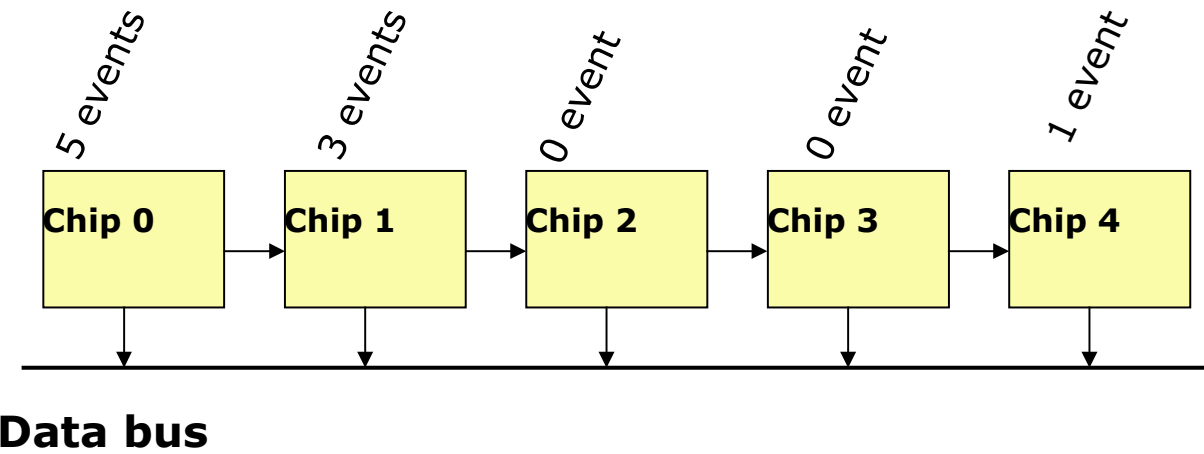 5 events
3 events
0 event
0 event
1 event
Chip 0
Chip 1
Chip 2
Chip 3
Chip 4
Data bus